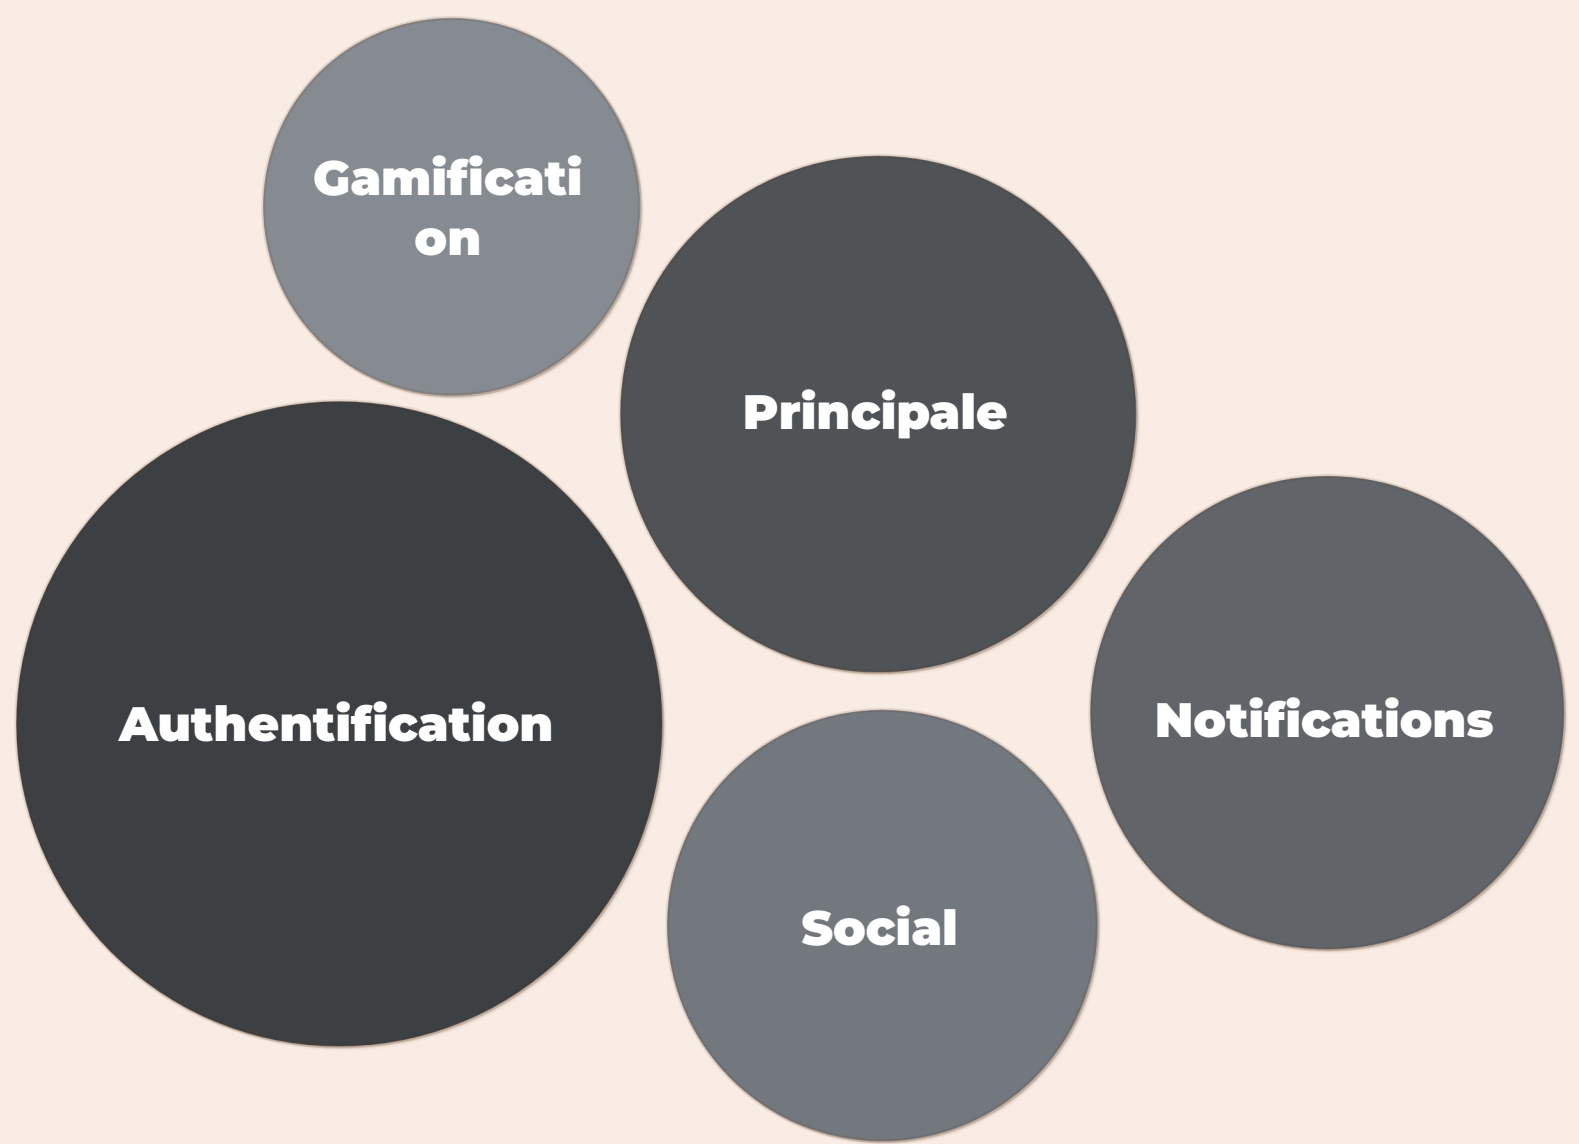 Gamificati
on
Principale
Authentification
Notifications
Social